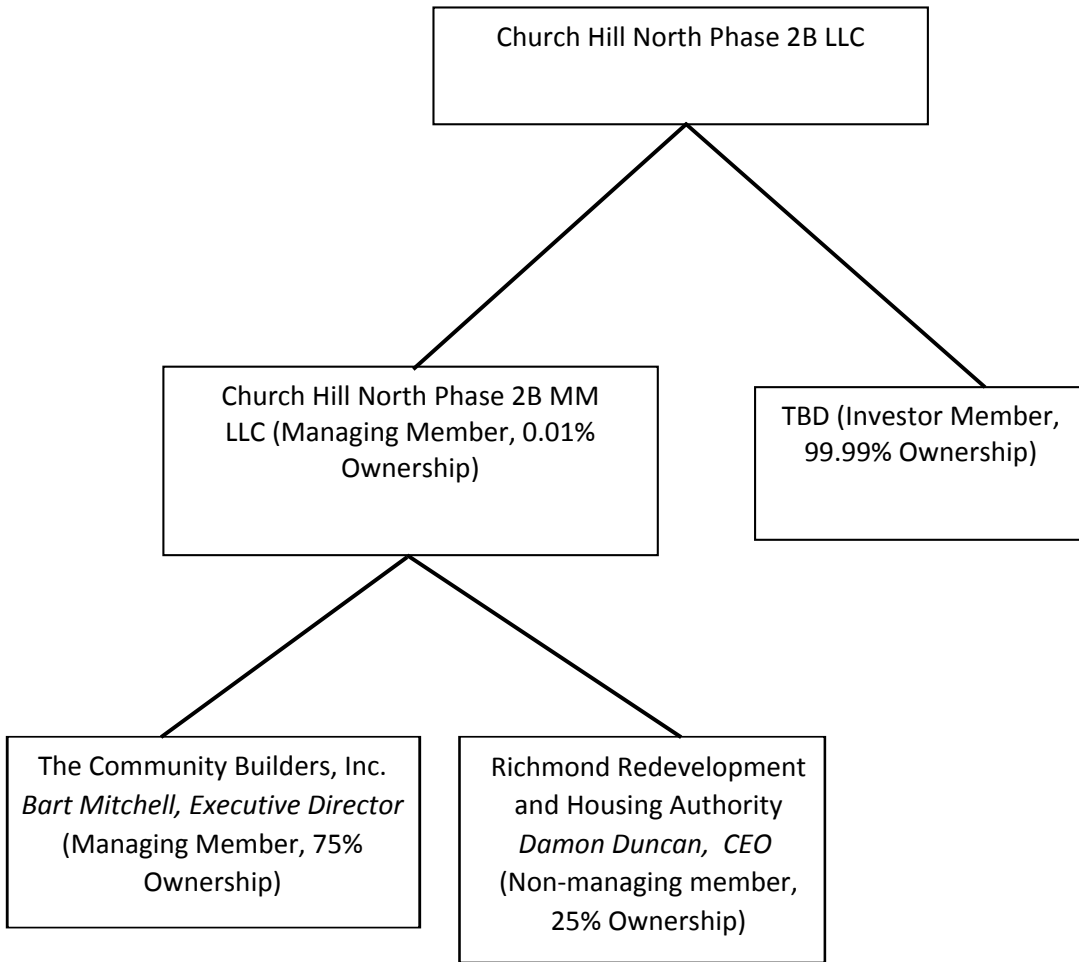 Church Hill North Phase 2B LLC
Church Hill North Phase 2B MM
LLC (Managing Member, 0.01%
Ownership)
TBD (Investor Member,
99.99% Ownership)
The Community Builders, Inc.
Bart Mitchell, Executive Director
(Managing Member, 75%
Ownership)
Richmond Redevelopment
and Housing Authority
Damon Duncan,  CEO
(Non-managing member,
25% Ownership)